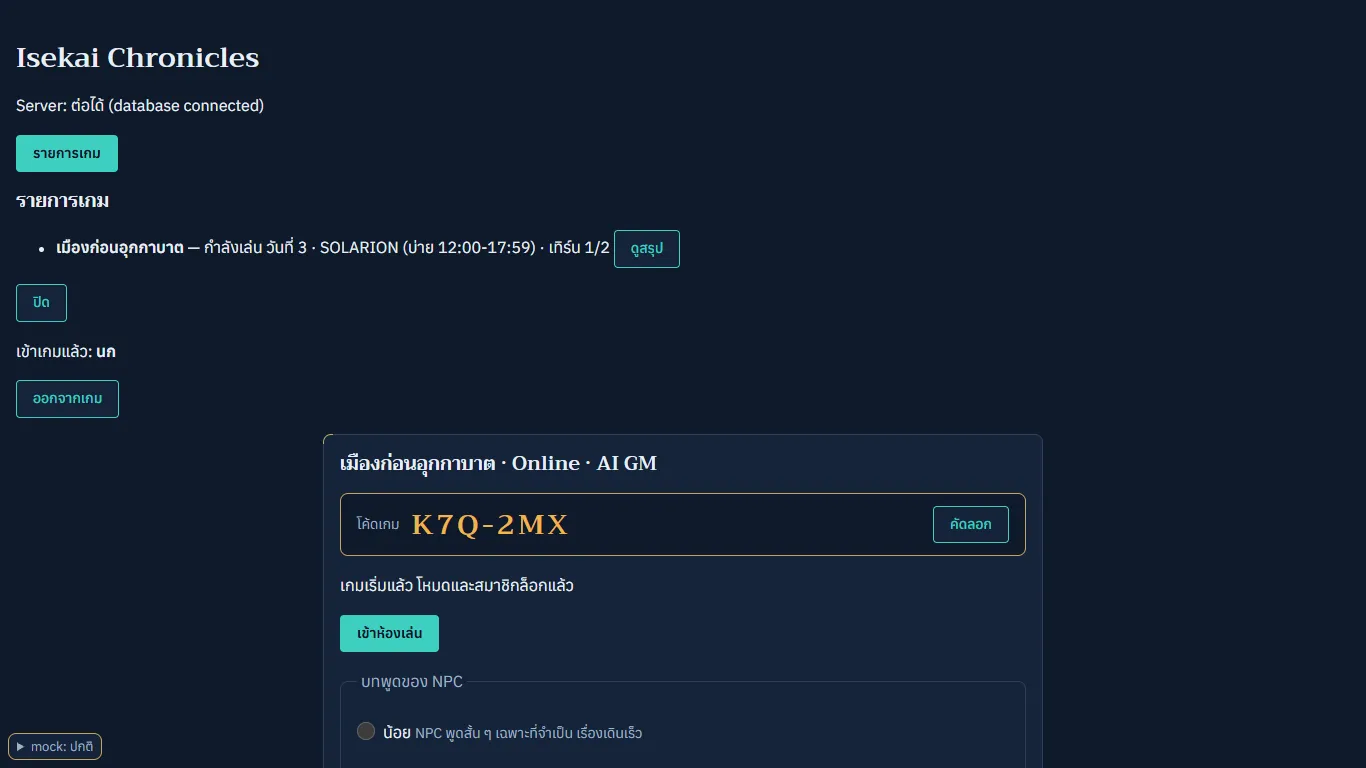 Isekai Chronicles
Server: ต่อได้ (database connected)
รายการเกม
รายการเกม
• เมืองก่อนอุกกาบาต — กำลังเล่น วันที่ 3 · SOLARION (บ่าย 12:00-17:59) · เทิร์น 1/2 ดูสรุป
ปิด
เข้าเกมแล้ว: นก
ออกจากเกม
เมืองก่อนอุกกาบาต · Online · AI GM
โค้ดเกม K7Q-2MX คัดลอก
เกมเริ่มแล้ว โหมดและสมาชิกล็อกแล้ว
เข้าห้องเล่น
บทพูดของ NPC
น้อย NPC พูดสั้น ๆ เฉพาะที่จำเป็น เรื่องเดินเร็ว
mock: ปกติ